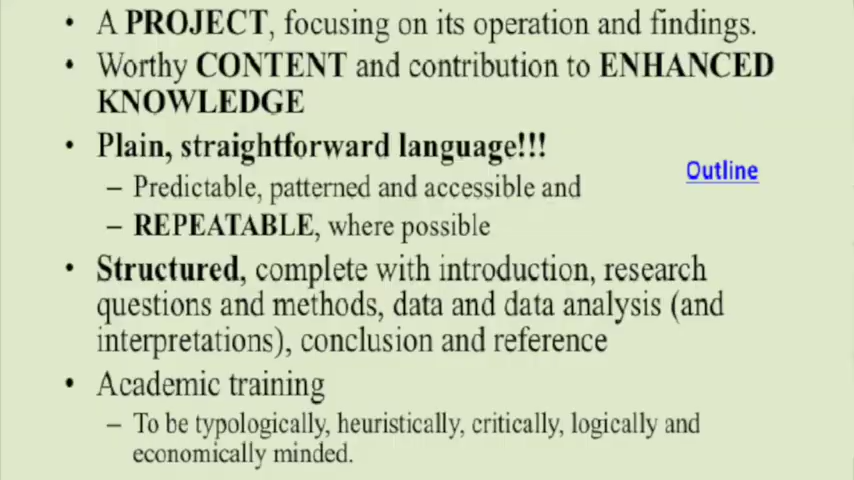 • A PROJECT, focusing on its operation and findings.
• Worthy CONTENT and contribution to ENHANCED
KNOWLEDGE
• Plain, straightforward language!!!
Outline
– Predictable, patterned and accessible and
– REPEATABLE, where possible
• Structured, complete with introduction, research
questions and methods, data and data analysis (and
interpretations), conclusion and reference
• Academic training
– To be typologically, heuristically, critically, logically and
economically minded.